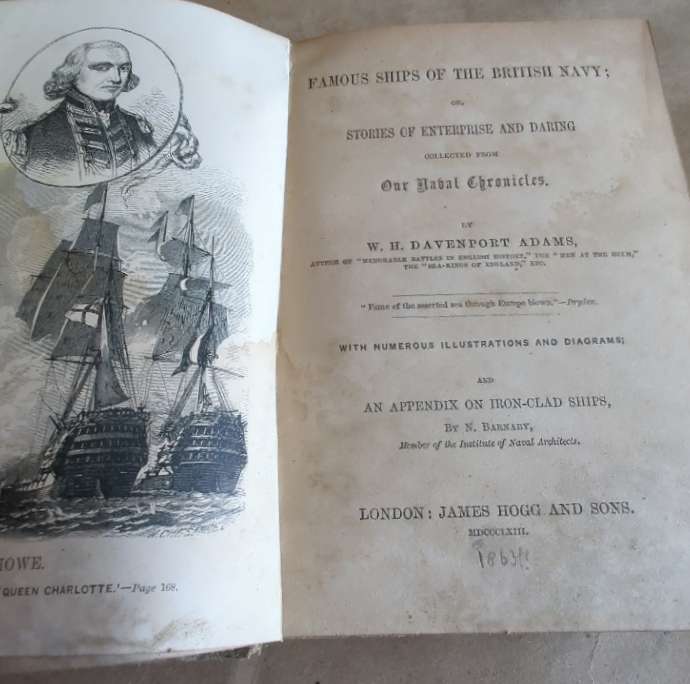 HOWE.
QUEEN CHARLOTTE.'—Page 168.
FAMOUS SHIPS OF THE BRITISH NAVY;
OR,
STORIES OF ENTERPRISE AND DARING
COLLECTED FROM
Our Naval Chronicles.
BY
W. H. DAVENPORT ADAMS,
AUTHOR OF "MEMORABLE BATTLES IN ENGLISH HISTORY," THE "MEN AT THE HELM,"
THE "SEA-KINGS OF ENGLAND," ETC.
"Fame of the asserted sea through Europe blown."—Dryden.
WITH NUMEROUS ILLUSTRATIONS AND DIAGRAMS;
AND
AN APPENDIX ON IRON-CLAD SHIPS,
BY N. BARNABY,
Member of the Institute of Naval Architects.
LONDON: JAMES HOGG AND SONS.
MDCCCLXIII.
1863